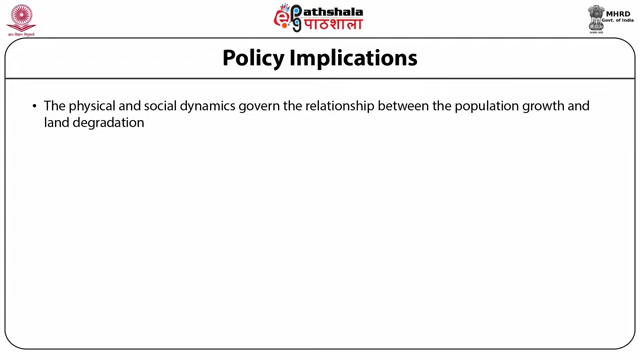 ePathshala
पाठशाला
MHRD
Govt. of India
Policy Implications
• The physical and social dynamics govern the relationship between the population growth and
land degradation